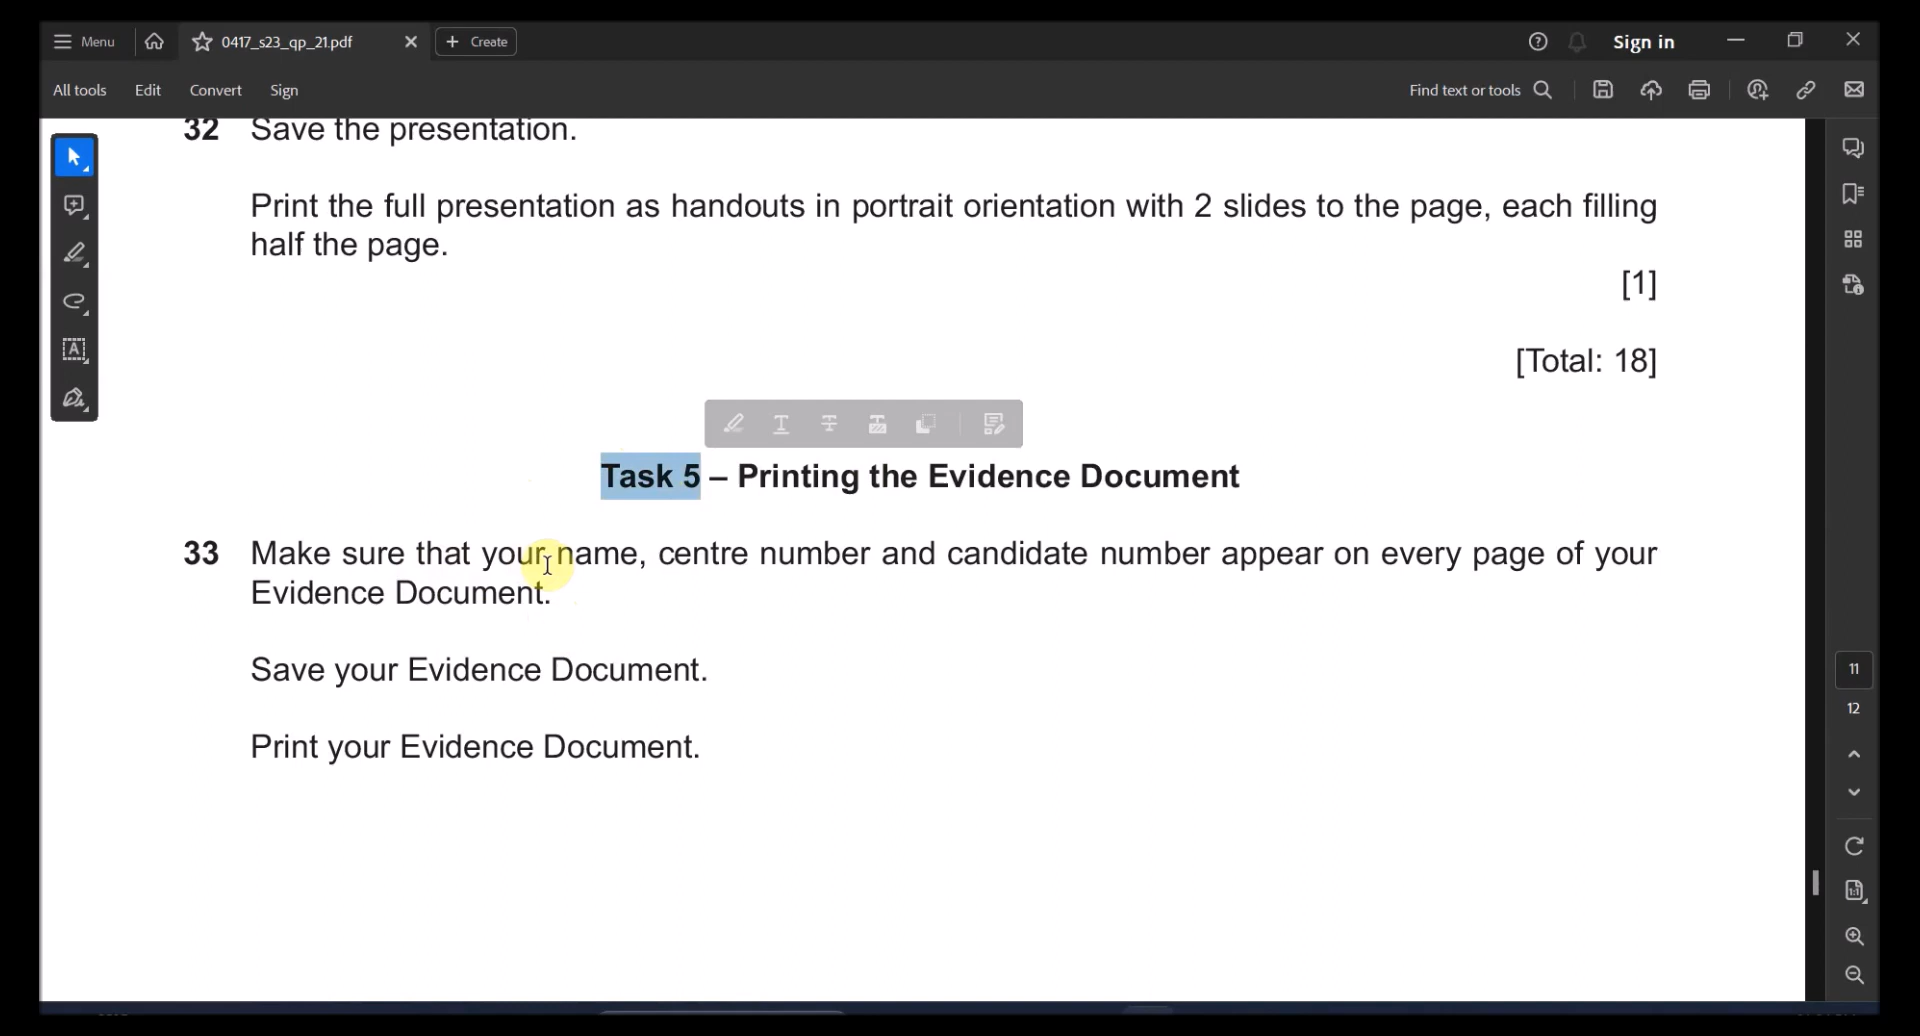 Menu
0417_s23_qp_21.pdf
Create
Sign in
All tools
Edit
Convert
Sign
Find text or tools
32 Save the presentation.
Print the full presentation as handouts in portrait orientation with 2 slides to the page, each filling
half the page.
[1]
[Total: 18]
Task 5 – Printing the Evidence Document
33 Make sure that your name, centre number and candidate number appear on every page of your
Evidence Document.
Save your Evidence Document.
Print your Evidence Document.
11
12